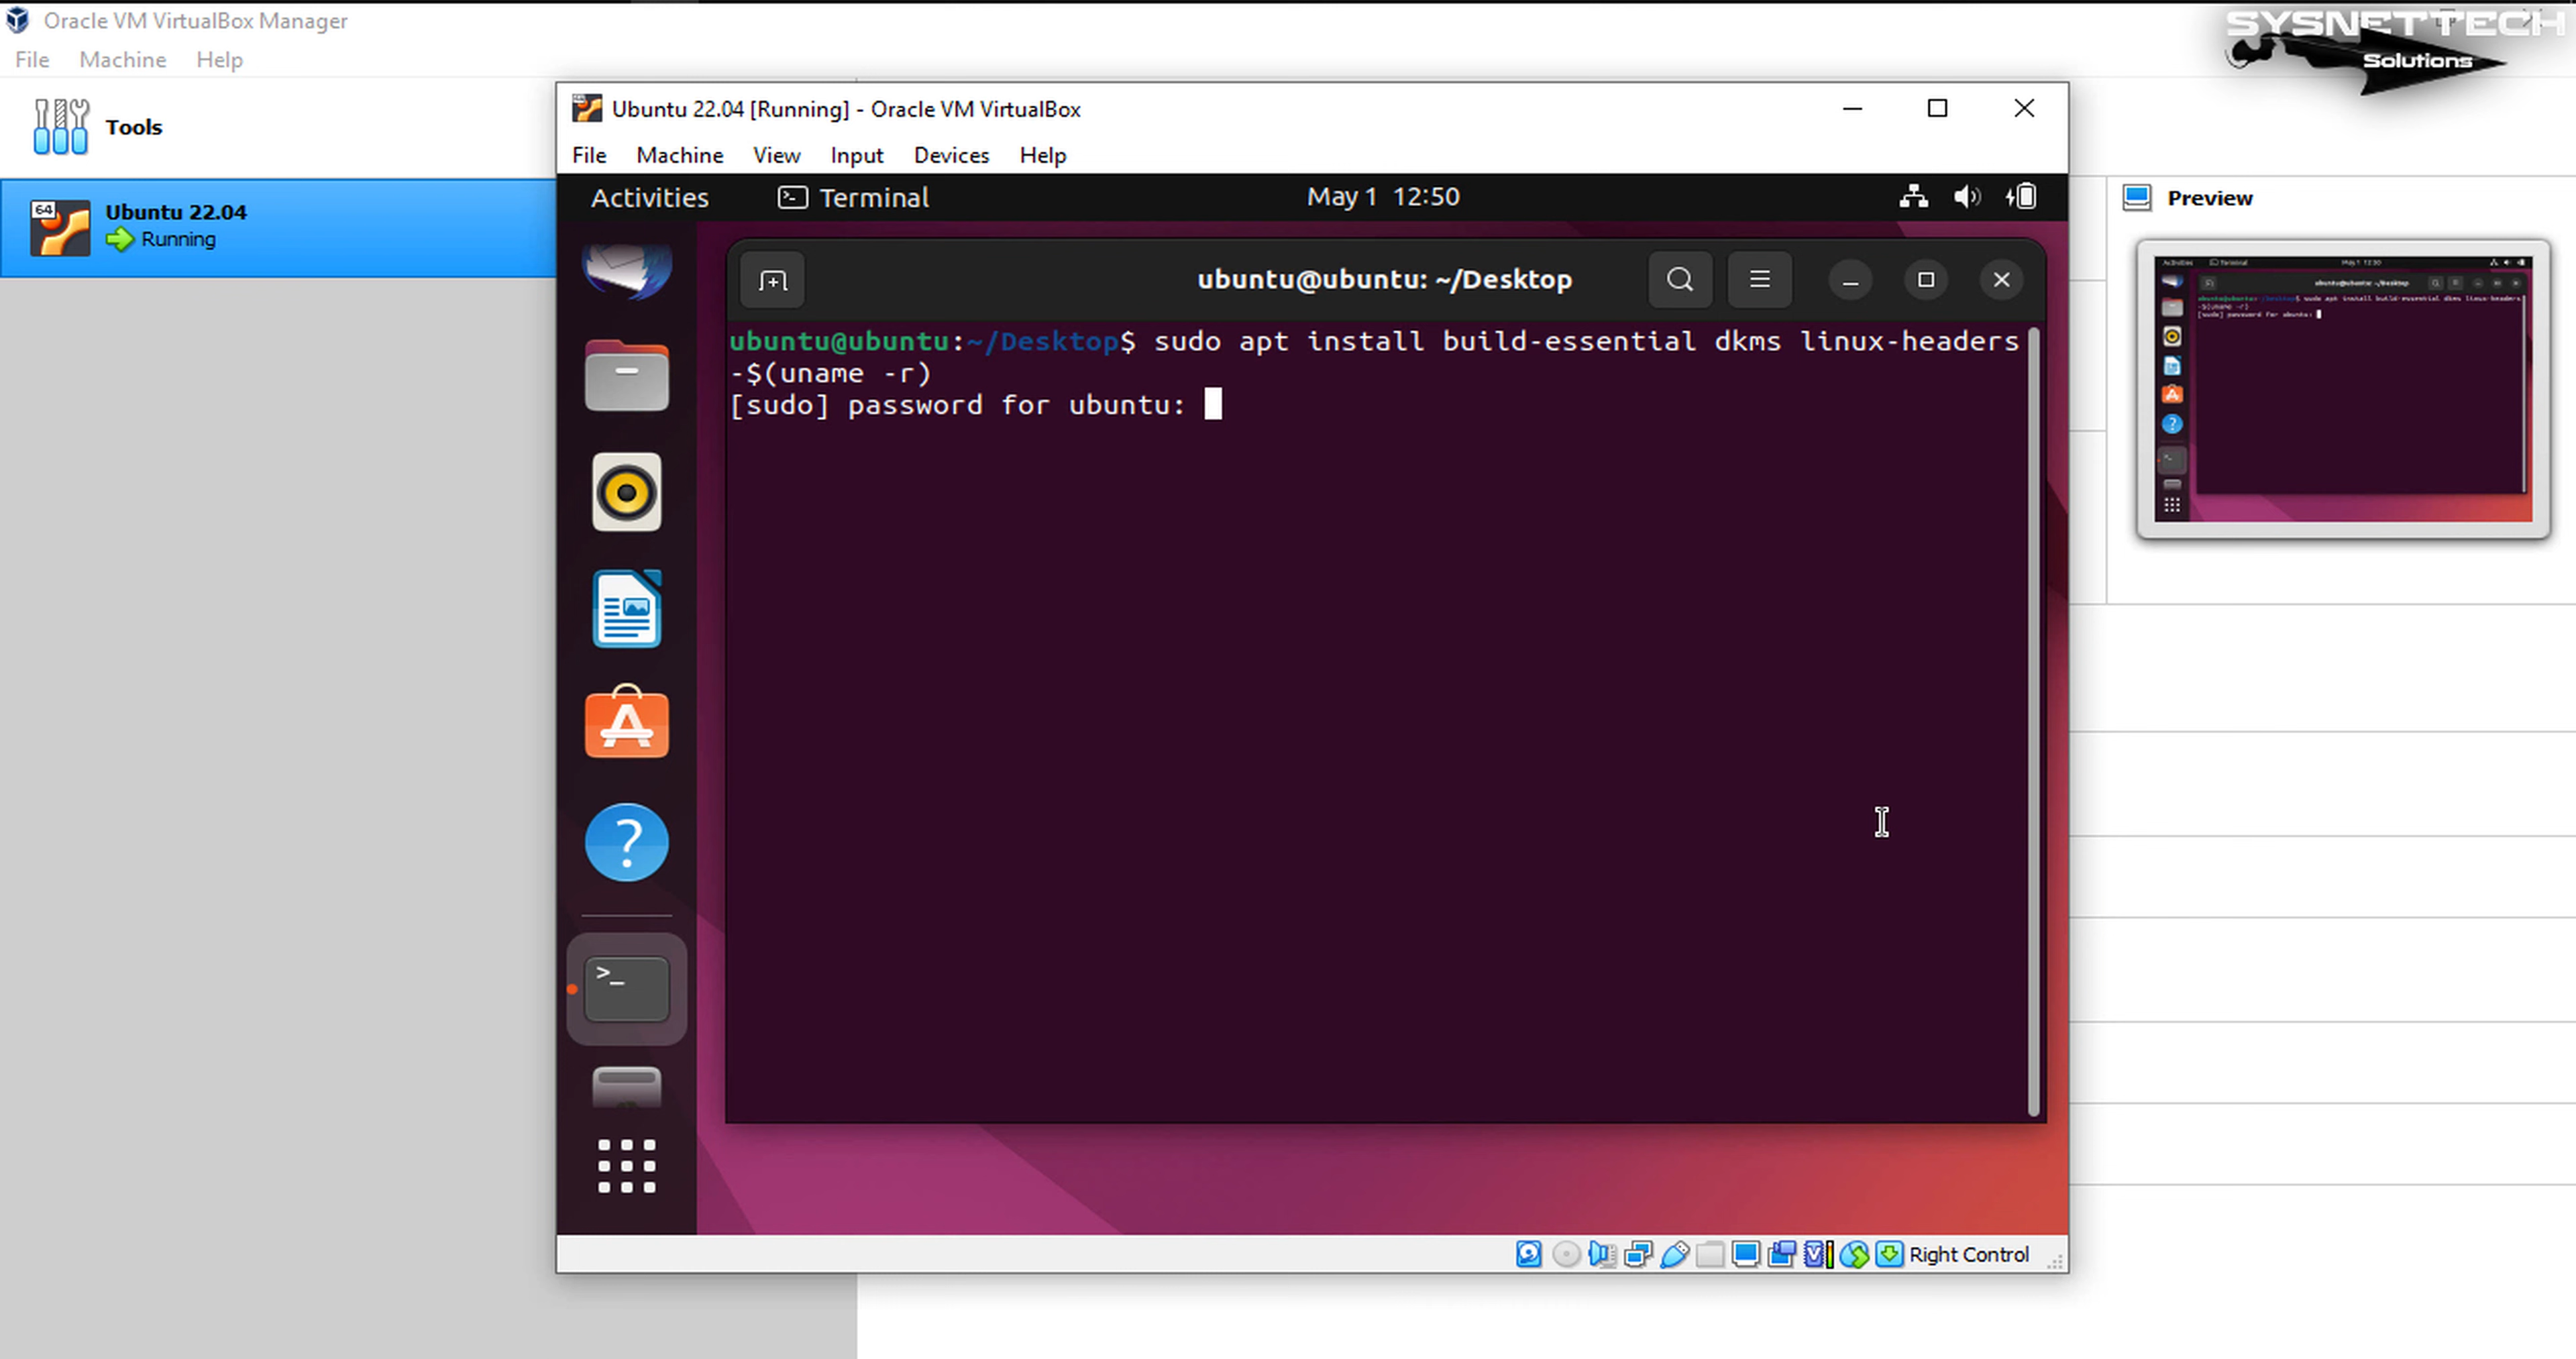 Oracle VM VirtualBox Manager
SYSNETTECH
Solutions
File Machine Help
Tools
Ubuntu 22.04
Running
Ubuntu 22.04 [Running] - Oracle VM VirtualBox
File Machine View Input Devices Help
Activities Terminal May 1 12:50
Preview
ubuntu@ubuntu: ~/Desktop
ubuntu@ubuntu:~/Desktop$ sudo apt install build-essential dkms linux-headers
-$(uname -r)
[sudo] password for ubuntu:
64
Right Control